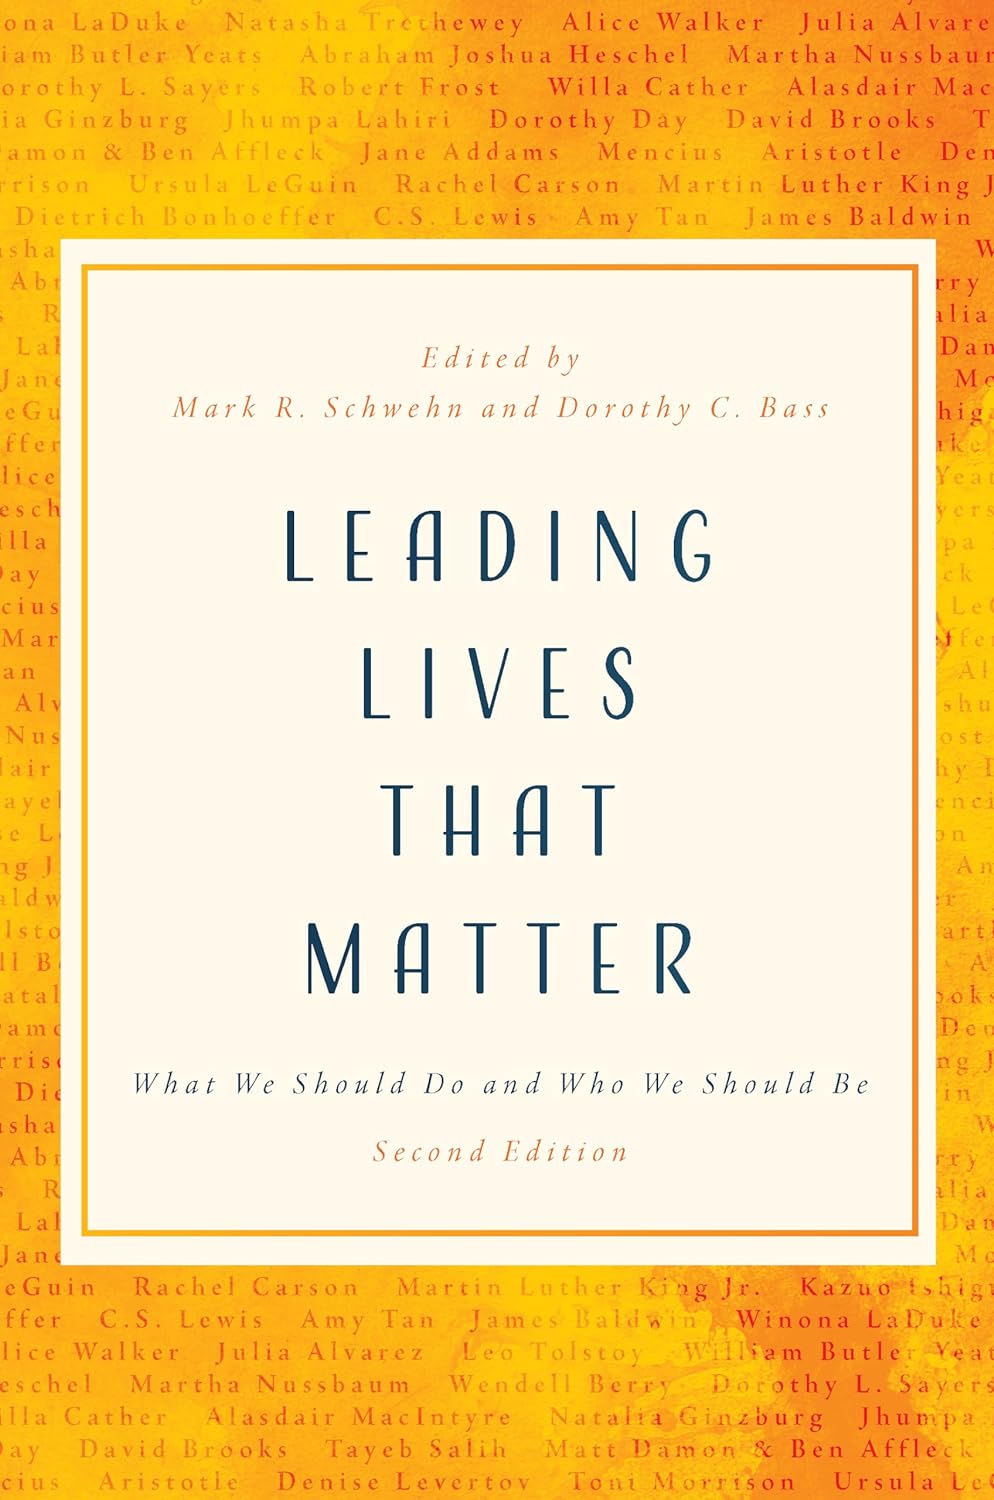 ona LaDuke Natasha Trethewey Alice Walker Julia Alvare
iam Butler Yeats Abraham Joshua Heschel Martha Nussbaum
orothy L. Sayers Robert Frost Willa Cather Alasdair Mac
ia Ginzburg Jhumpa Lahiri Dorothy Day David Brooks T
amon & Ben Affleck Jane Addams Mencius Aristotle Den
rrison Ursula LeGuin Rachel Carson Martin Luther King J
Dietrich Bonhoeffer C.S. Lewis Amy Tan James Baldwin
Edited by
Mark R. Schwehn and Dorothy C. Bass
LEADING
LIVES
THAT
MATTER
What We Should Do and Who We Should Be
Second Edition
eGuin Rachel Carson Martin Luther King Jr. Kazuo Ishigu
ffer C.S. Lewis Amy Tan James Baldwin Winona LaDuke
lice Walker Julia Alvarez Leo Tolstoy William Butler Yeat
eschel Martha Nussbaum Wendell Berry Dorothy L. Sayers
illa Cather Alasdair MacIntyre Natalia Ginzburg Jhumpa
Day David Brooks Tayeb Salih Matt Damon & Ben Affleck
cius Aristotle Denise Levertov Toni Morrison Ursula LeG